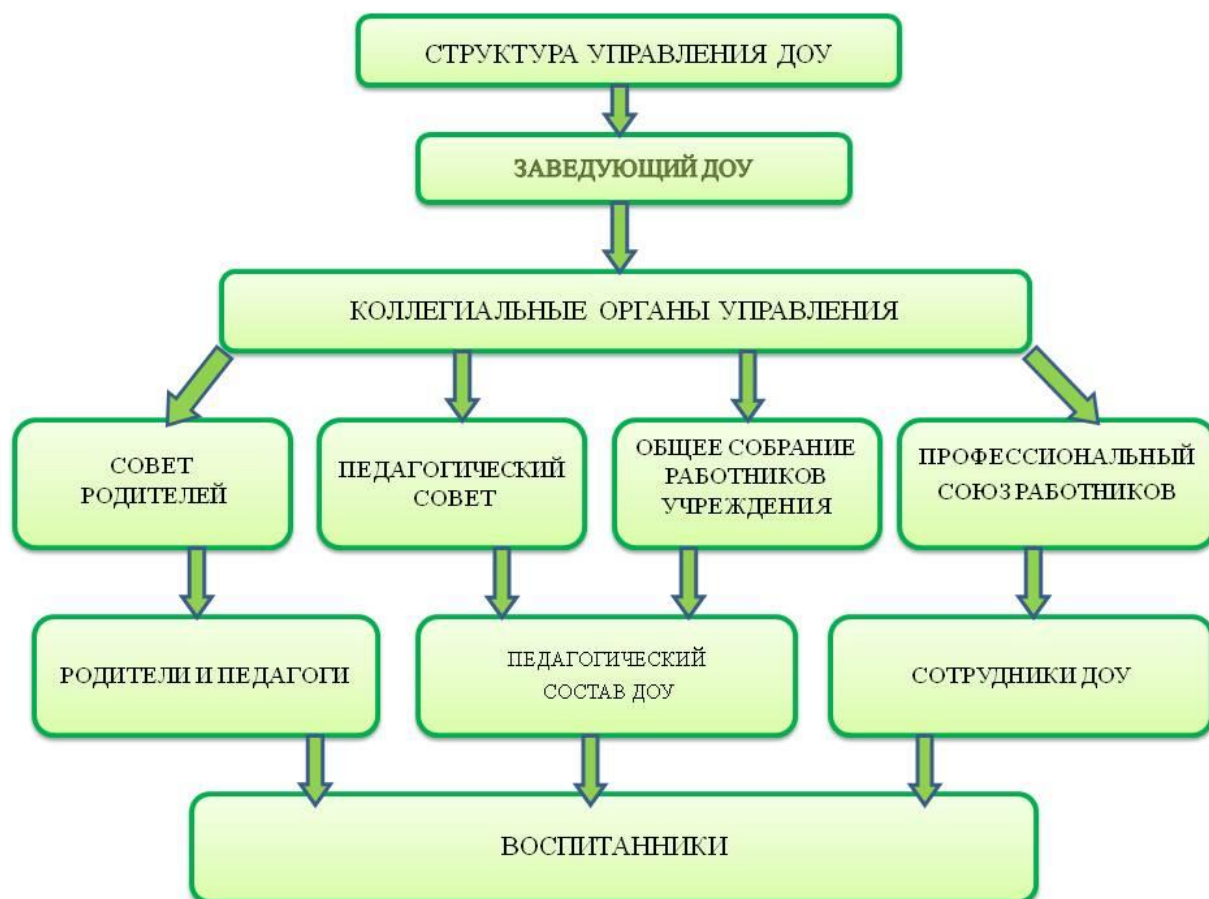 СТРУКТУРА УПРАВЛЕНИЯ ДОУ
ЗАВЕДУЮЩИЙ ДОУ
КОЛЛЕГИАЛЬНЫЕ ОРГАНЫ УПРАВЛЕНИЯ
СОВЕТ
РОДИТЕЛЕЙ
ПЕДАГОГИЧЕСКИЙ
СОВЕТ
ОБЩЕЕ СОБРАНИЕ
РАБОТНИКОВ
УЧРЕЖДЕНИЯ
ПРОФЕССИОНАЛЬНЫЙ
СОЮЗ РАБОТНИКОВ
РОДИТЕЛИ И ПЕДАГОГИ
ПЕДАГОГИЧЕСКИЙ
СОСТАВ ДОУ
СОТРУДНИКИ ДОУ
ВОСПИТАННИКИ